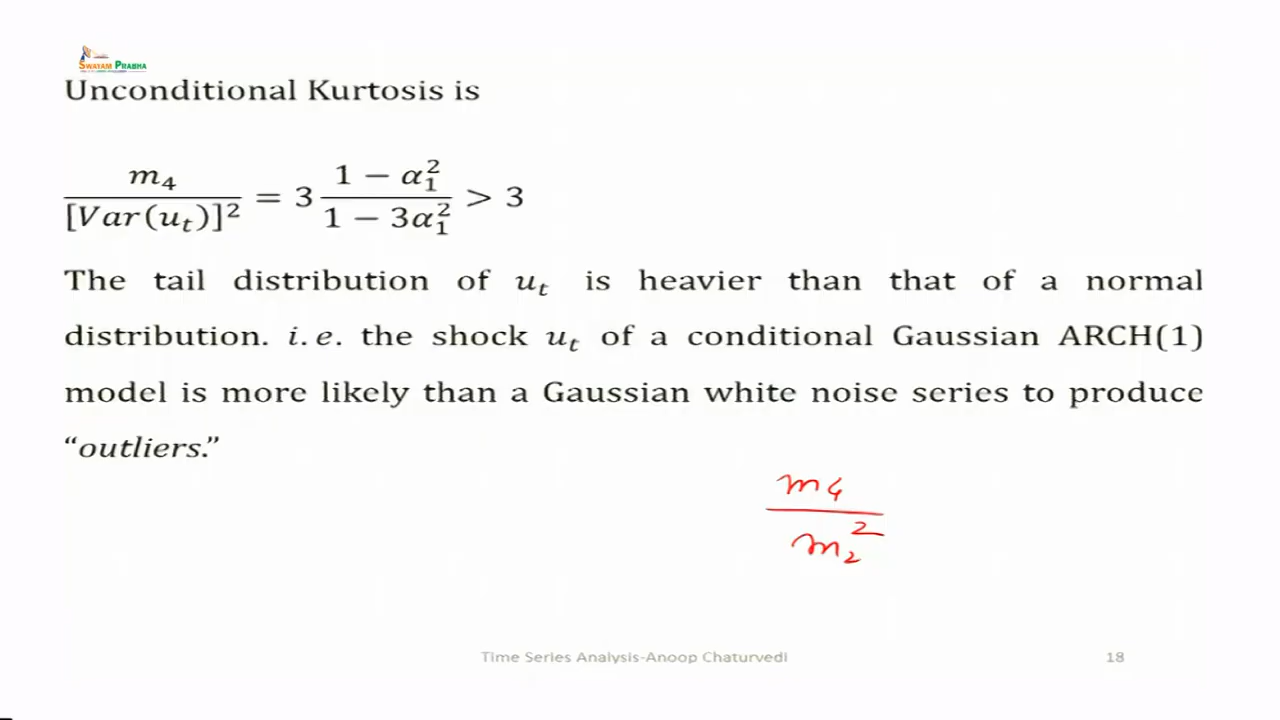 SWAYAM PRABHA
Unconditional Kurtosis is
m₄ / [Var(uₜ)]² = 3 (1 − α₁²) / (1 − 3α₁²) > 3
The tail distribution of uₜ is heavier than that of a normal
distribution. i.e. the shock uₜ of a conditional Gaussian ARCH(1)
model is more likely than a Gaussian white noise series to produce
“outliers.”
m₄ / m₂²
Time Series Analysis-Anoop Chaturvedi 18